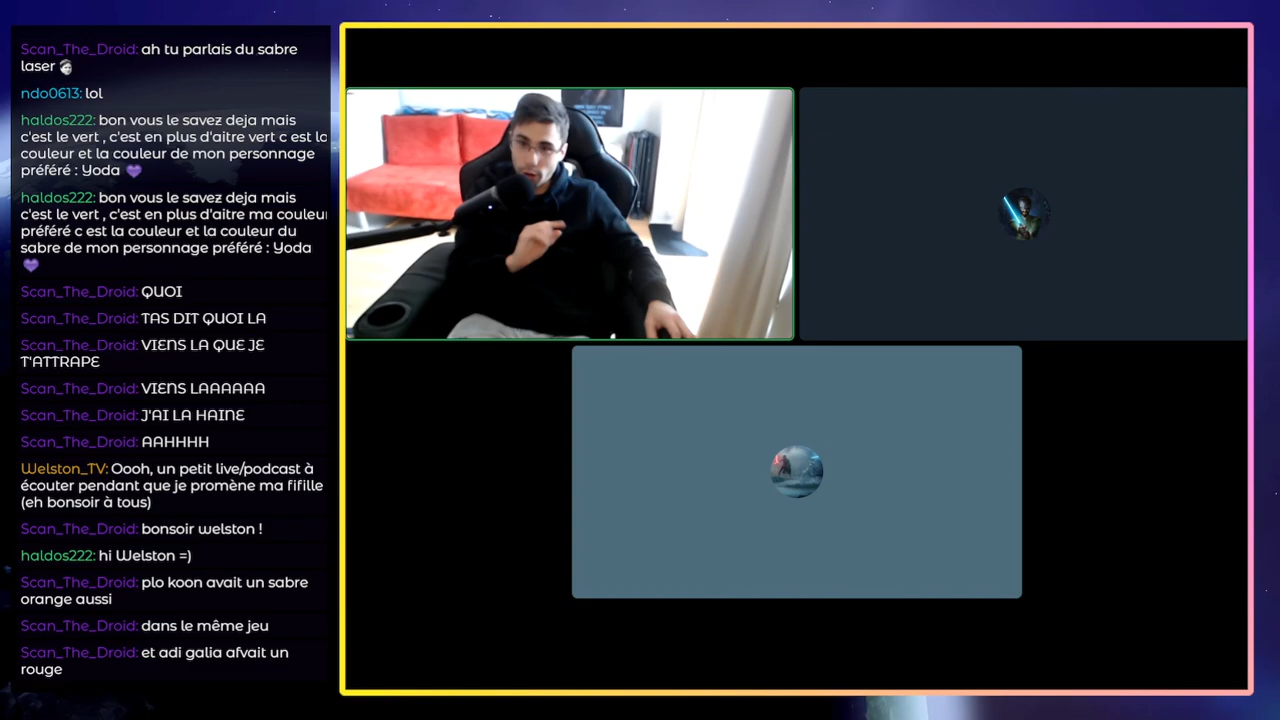 Scan_The_Droid: ah tu parlais du sabre
laser
ndo0613: lol
haldos222: bon vous le savez deja mais
c'est le vert , c'est en plus d'aitre vert c est la
couleur et la couleur de mon personnage
préféré : Yoda
haldos222: bon vous le savez deja mais
c'est le vert , c'est en plus d'aitre ma couleur
préféré c est la couleur et la couleur du
sabre de mon personnage préféré : Yoda
Scan_The_Droid: QUOI
Scan_The_Droid: TAS DIT QUOI LA
Scan_The_Droid: VIENS LA QUE JE
T'ATTRAPE
Scan_The_Droid: VIENS LAAAAAA
Scan_The_Droid: J'AI LA HAINE
Scan_The_Droid: AAHHHH
Welston_TV: Oooh, un petit live/podcast à
écouter pendant que je promène ma fifille
(eh bonsoir à tous)
Scan_The_Droid: bonsoir welston !
haldos222: hi Welston =)
Scan_The_Droid: plo koon avait un sabre
orange aussi
Scan_The_Droid: dans le même jeu
Scan_The_Droid: et adi galia afvait un
rouge